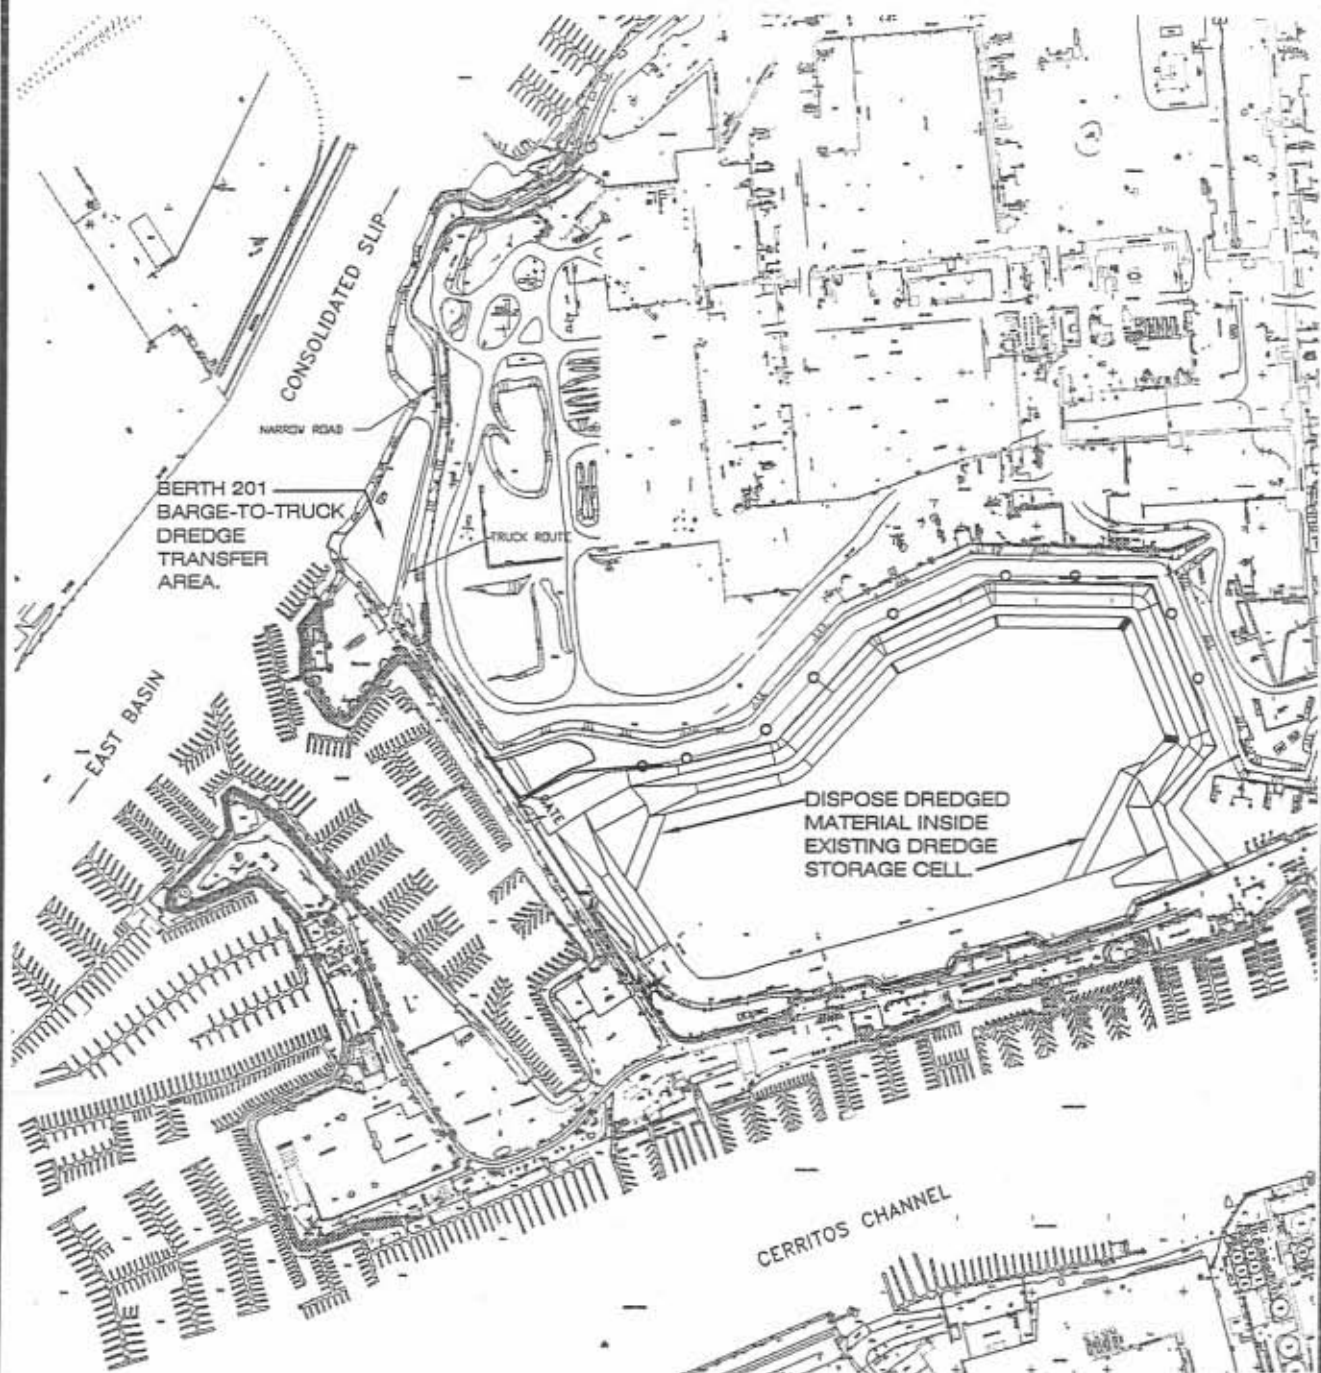 CONSOLIDATED SLIP
NARROW ROAD
BERTH 201
BARGE-TO-TRUCK
DREDGE
TRANSFER
AREA.
TRUCK ROUTE
EAST BASIN
GATE
DISPOSE DREDGED
MATERIAL INSIDE
EXISTING DREDGE
STORAGE CELL.
CERRITOS CHANNEL